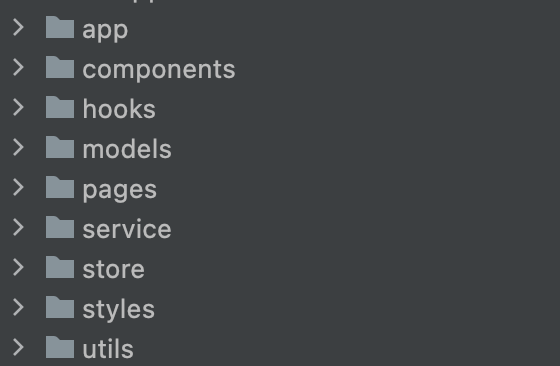 app
components
hooks
models
pages
service
store
styles
utils